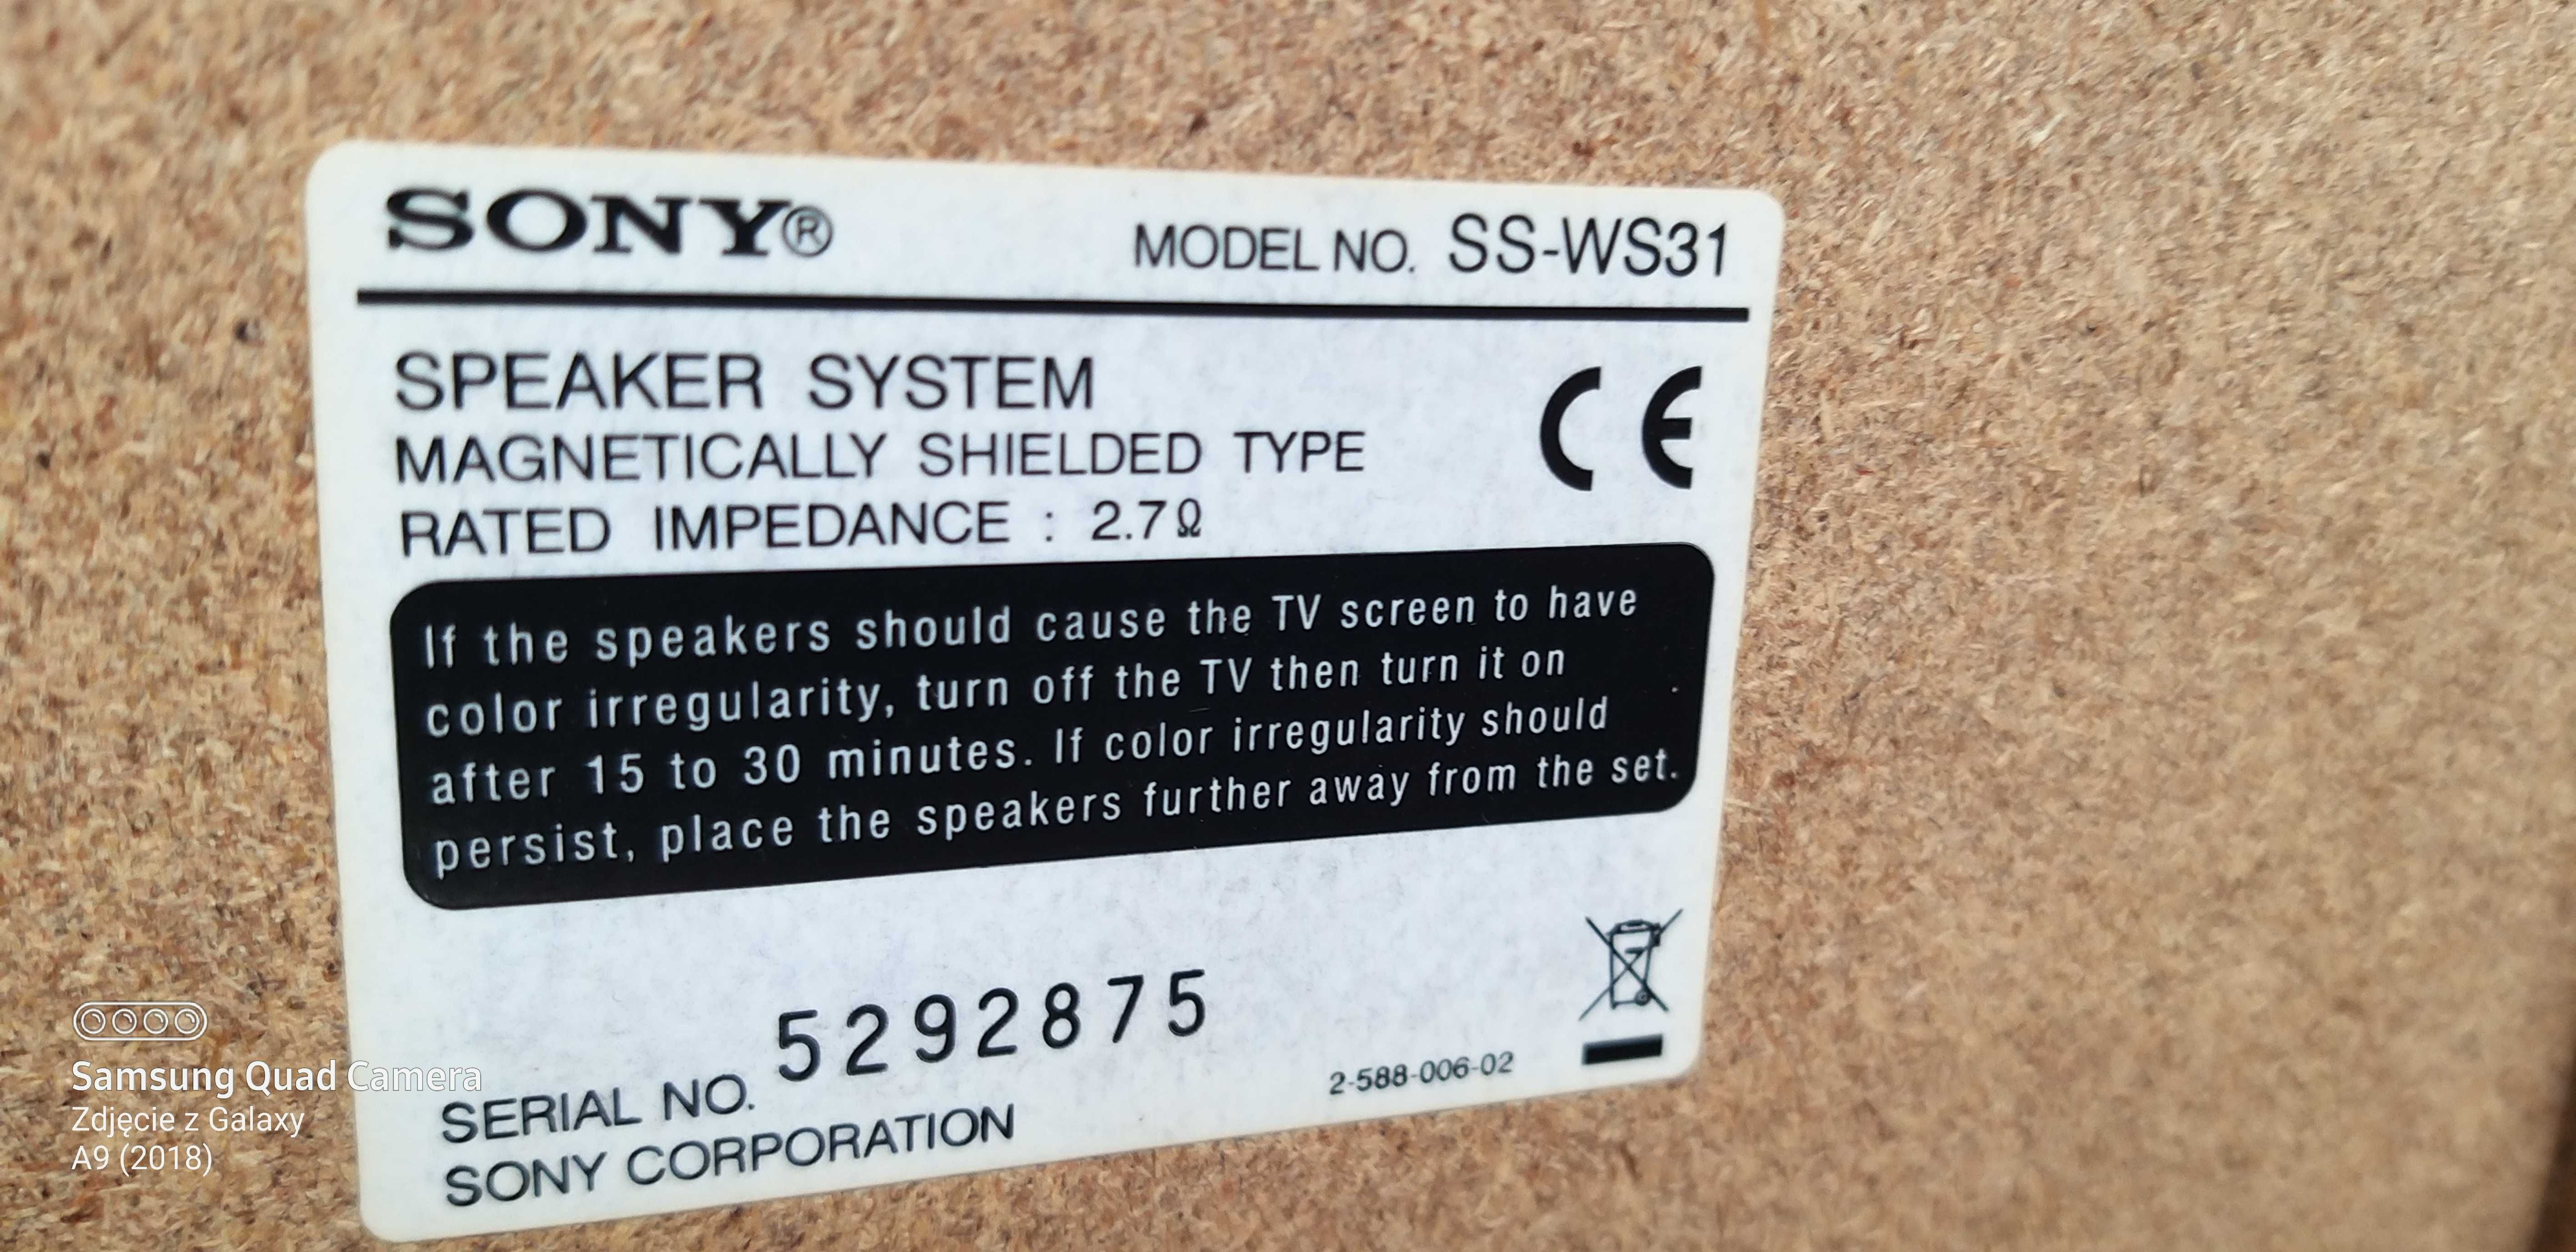 SONY®
MODEL NO. SS-WS31
SPEAKER SYSTEM
MAGNETICALLY SHIELDED TYPE
RATED IMPEDANCE : 2.7Ω
CE
If the speakers should cause the TV screen to have
color irregularity, turn off the TV then turn it on
after 15 to 30 minutes. If color irregularity should
persist, place the speakers further away from the set.
SERIAL NO. 5292875
2-588-006-02
SONY CORPORATION
Samsung Quad Camera
Zdjęcie z Galaxy
A9 (2018)